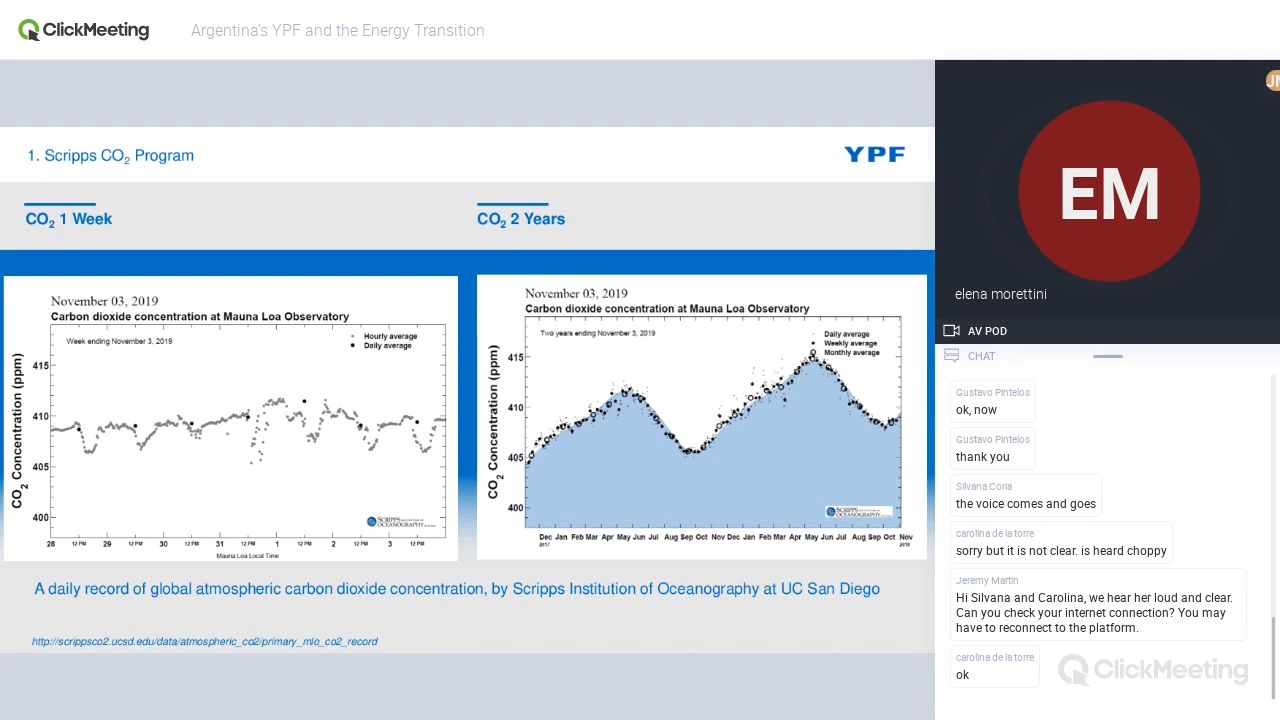 ClickMeeting
Argentina's YPF and the Energy Transition
1. Scripps CO2 Program
YPF
CO2 1 Week
CO2 2 Years
November 03, 2019
Carbon dioxide concentration at Mauna Loa Observatory
Week ending November 3, 2019
Hourly average
Daily average
CO2 Concentration (ppm)
415
410
405
400
28 12 PM 29 12 PM 30 12 PM 31 12 PM 1 12 PM 2 12 PM 3 12 PM
Mauna Loa Local Time
SCRIPPS
OCEANOGRAPHY
November 03, 2019
Carbon dioxide concentration at Mauna Loa Observatory
Two years ending November 3, 2019
Daily average
Weekly average
Monthly average
CO2 Concentration (ppm)
415
410
405
400
SCRIPPS
OCEANOGRAPHY
Dec Jan Feb Mar Apr May Jun Jul Aug Sep Oct Nov Dec Jan Feb Mar Apr May Jun Jul Aug Sep Oct Nov
2017 2019
A daily record of global atmospheric carbon dioxide concentration, by Scripps Institution of Oceanography at UC San Diego
http://scrippsco2.ucsd.edu/data/atmospheric_co2/primary_mlo_co2_record
JM
EM
elena morettini
AV POD
CHAT
Gustavo Pintelos
ok, now
Gustavo Pintelos
thank you
Silvana Coria
the voice comes and goes
carolina de la torre
sorry but it is not clear. is heard choppy
Jeremy Martin
Hi Silvana and Carolina, we hear her loud and clear.
Can you check your internet connection? You may
have to reconnect to the platform.
carolina de la torre
ok
ClickMeeting